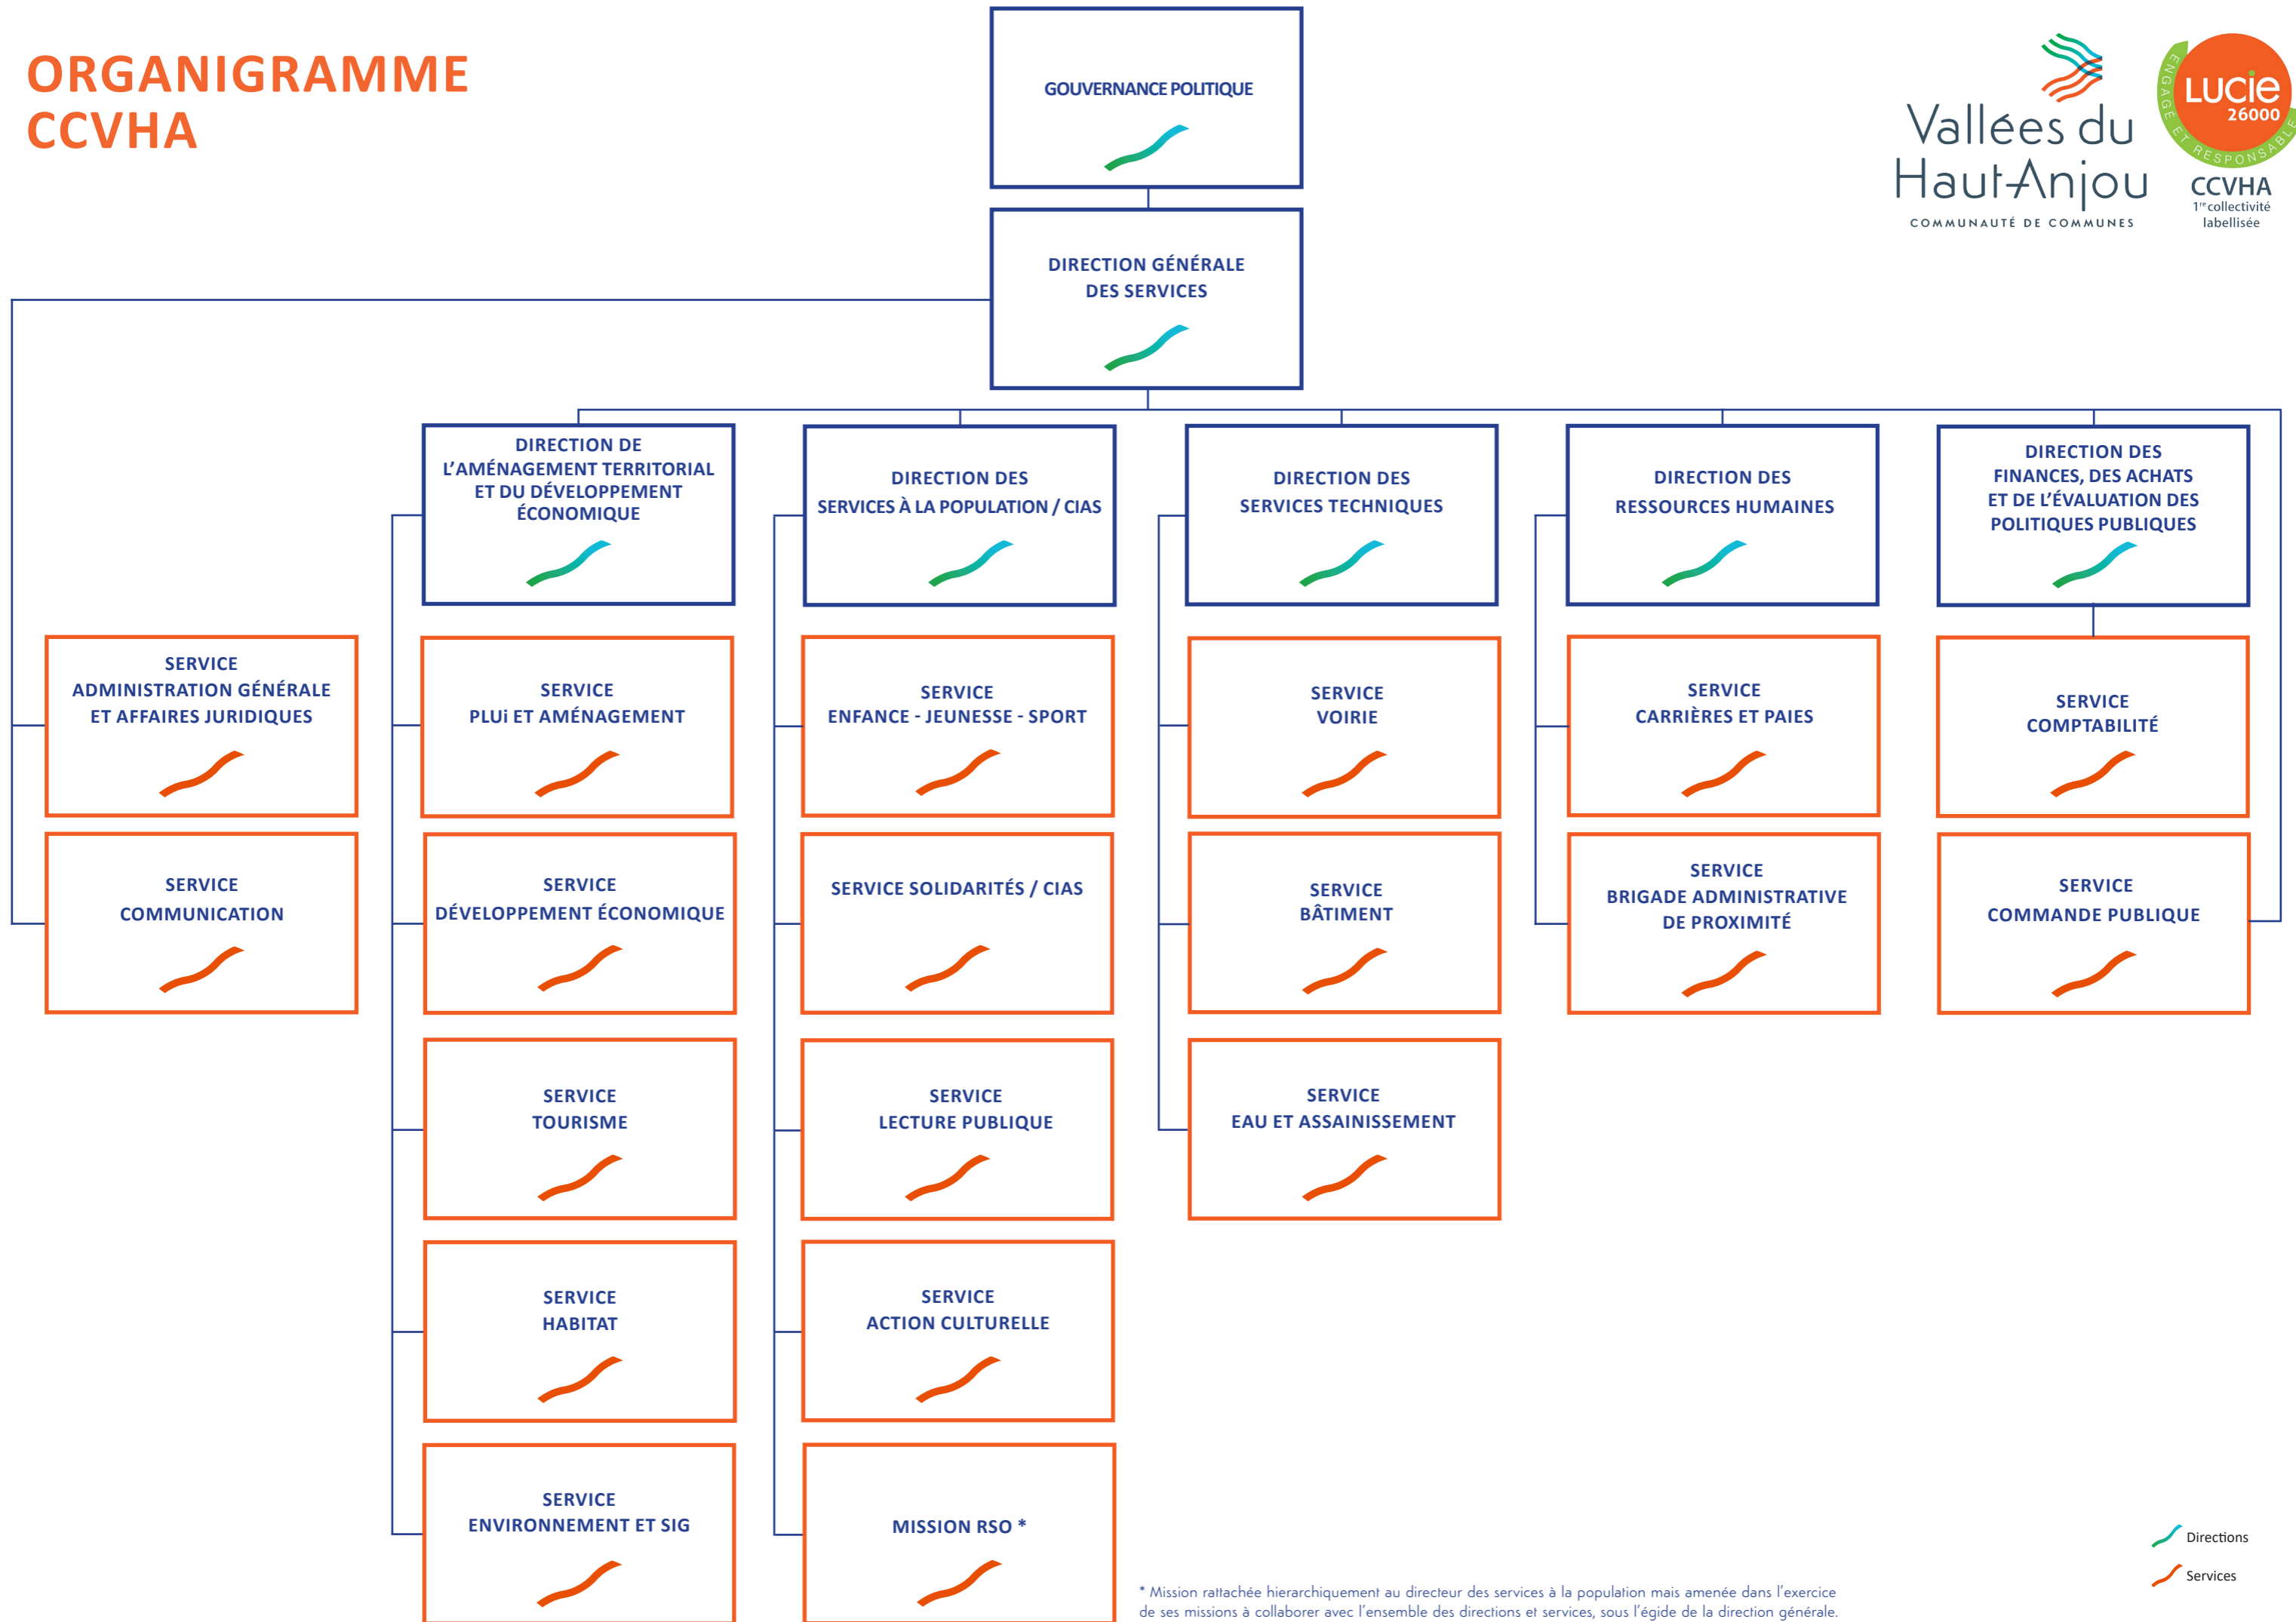 ORGANIGRAMME
CCVHA
GOUVERNANCE POLITIQUE
Vallées du
Haut-Anjou
COMMUNAUTÉ DE COMMUNES
ENGAGÉ ET RESPONSABLE
LUCIE
26000
CCVHA
1re collectivité
labellisée
DIRECTION GÉNÉRALE
DES SERVICES
DIRECTION DE
L'AMÉNAGEMENT TERRITORIAL
ET DU DÉVELOPPEMENT
ÉCONOMIQUE
DIRECTION DES
SERVICES À LA POPULATION / CIAS
DIRECTION DES
SERVICES TECHNIQUES
DIRECTION DES
RESSOURCES HUMAINES
DIRECTION DES
FINANCES, DES ACHATS
ET DE L'ÉVALUATION DES
POLITIQUES PUBLIQUES
SERVICE
ADMINISTRATION GÉNÉRALE
ET AFFAIRES JURIDIQUES
SERVICE
PLUi ET AMÉNAGEMENT
SERVICE
ENFANCE - JEUNESSE - SPORT
SERVICE
VOIRIE
SERVICE
CARRIÈRES ET PAIES
SERVICE
COMPTABILITÉ
SERVICE
COMMUNICATION
SERVICE
DÉVELOPPEMENT ÉCONOMIQUE
SERVICE SOLIDARITÉS / CIAS
SERVICE
BÂTIMENT
SERVICE
BRIGADE ADMINISTRATIVE
DE PROXIMITÉ
SERVICE
COMMANDE PUBLIQUE
SERVICE
TOURISME
SERVICE
LECTURE PUBLIQUE
SERVICE
EAU ET ASSAINISSEMENT
SERVICE
HABITAT
SERVICE
ACTION CULTURELLE
SERVICE
ENVIRONNEMENT ET SIG
MISSION RSO *
* Mission rattachée hierarchiquement au directeur des services à la population mais amenée dans l'exercice
de ses missions à collaborer avec l'ensemble des directions et services, sous l'égide de la direction générale.
Directions
Services